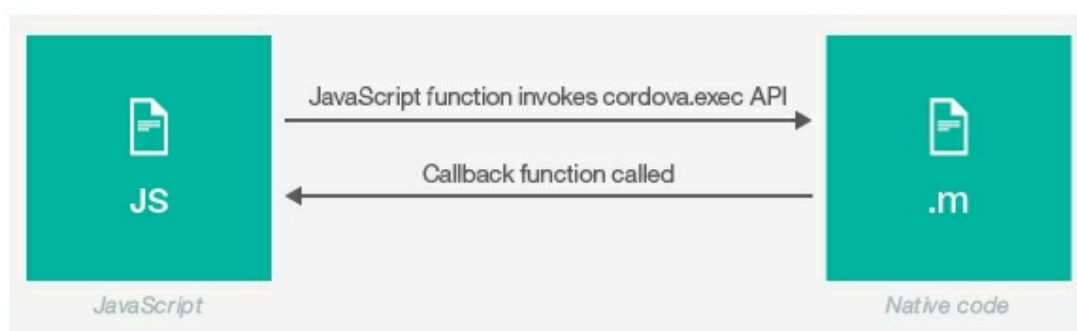 JavaScript function invokes cordova.exec API
Callback function called
JS
.m
JavaScript
Native code